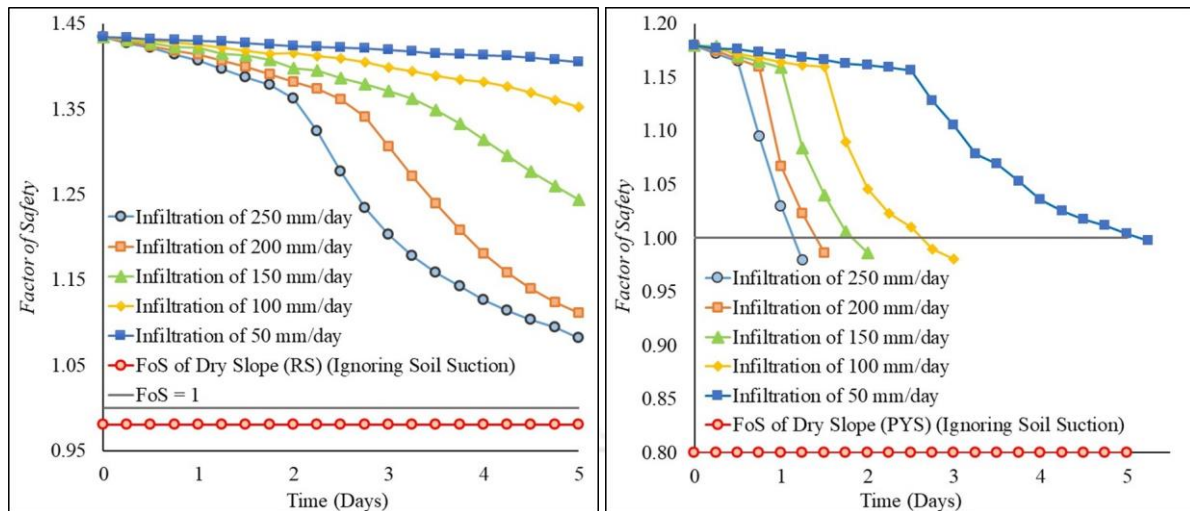 1.45
1.35
1.25
1.15
1.05
0.95
Factor of Safety
Infiltration of 250 mm/day
Infiltration of 200 mm/day
Infiltration of 150 mm/day
Infiltration of 100 mm/day
Infiltration of 50 mm/day
FoS of Dry Slope (RS) (Ignoring Soil Suction)
FoS = 1
0 1 2 3 4 5
Time (Days)
1.20
1.15
1.10
1.05
1.00
0.95
0.90
0.85
0.80
Factor of Safety
Infiltration of 250 mm/day
Infiltration of 200 mm/day
Infiltration of 150 mm/day
Infiltration of 100 mm/day
Infiltration of 50 mm/day
FoS of Dry Slope (PYS) (Ignoring Soil Suction)
0 1 2 3 4 5
Time (Days)